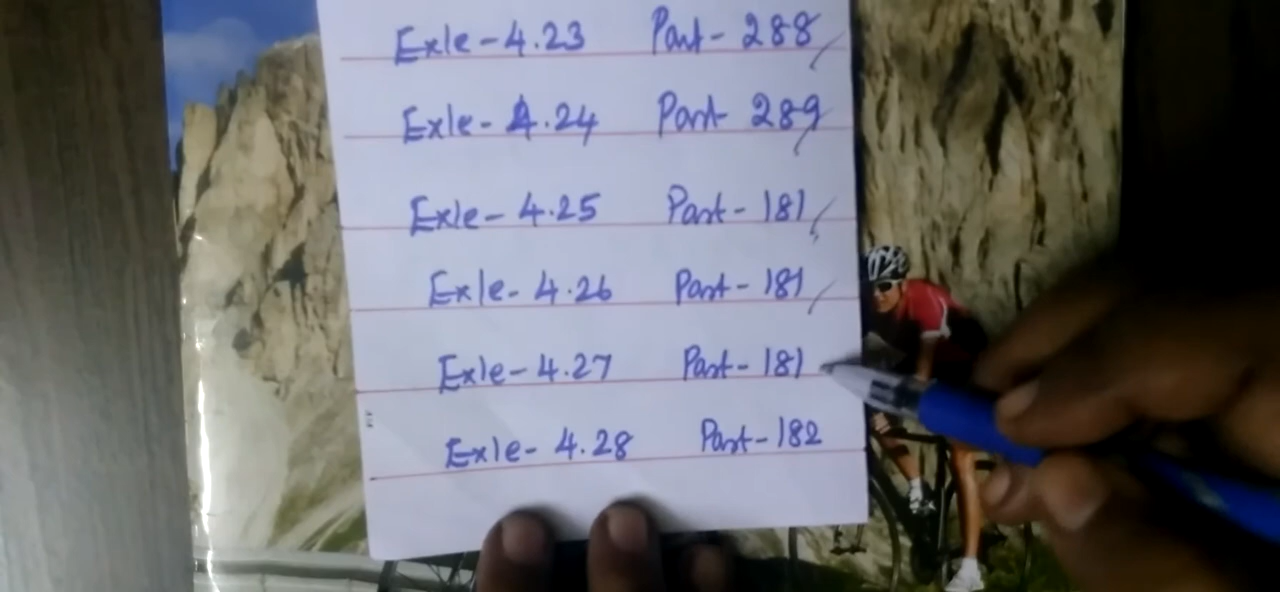 Exle-4.23 Part-288
Exle-4.24 Part-289
Exle-4.25 Part-181
Exle-4.26 Part-181
Exle-4.27 Part-181
Exle-4.28 Part-182